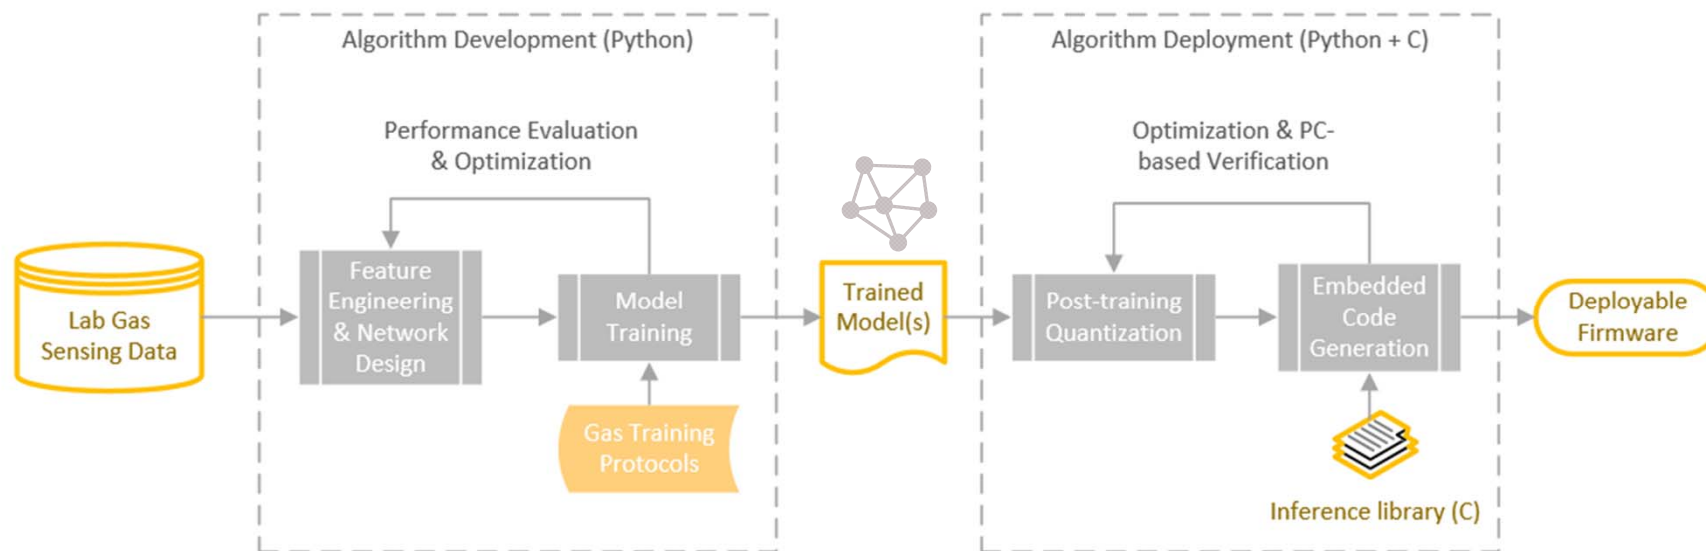 Algorithm Development (Python)
Performance Evaluation
& Optimization
Lab Gas
Sensing Data
Feature
Engineering
& Network
Design
Model
Training
Gas Training
Protocols
Trained
Model(s)
Algorithm Deployment (Python + C)
Optimization & PC-
based Verification
Post-training
Quantization
Embedded
Code
Generation
Inference library (C)
Deployable
Firmware